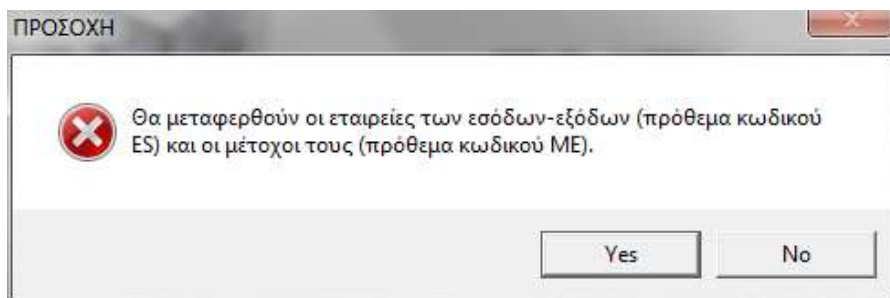 ΠΡΟΣΟΧΗ
Θα μεταφερθούν οι εταιρείες των εσόδων-εξόδων (πρόθεμα κωδικού
ES) και οι μέτοχοι τους (πρόθεμα κωδικού ΜΕ).
Yes
No